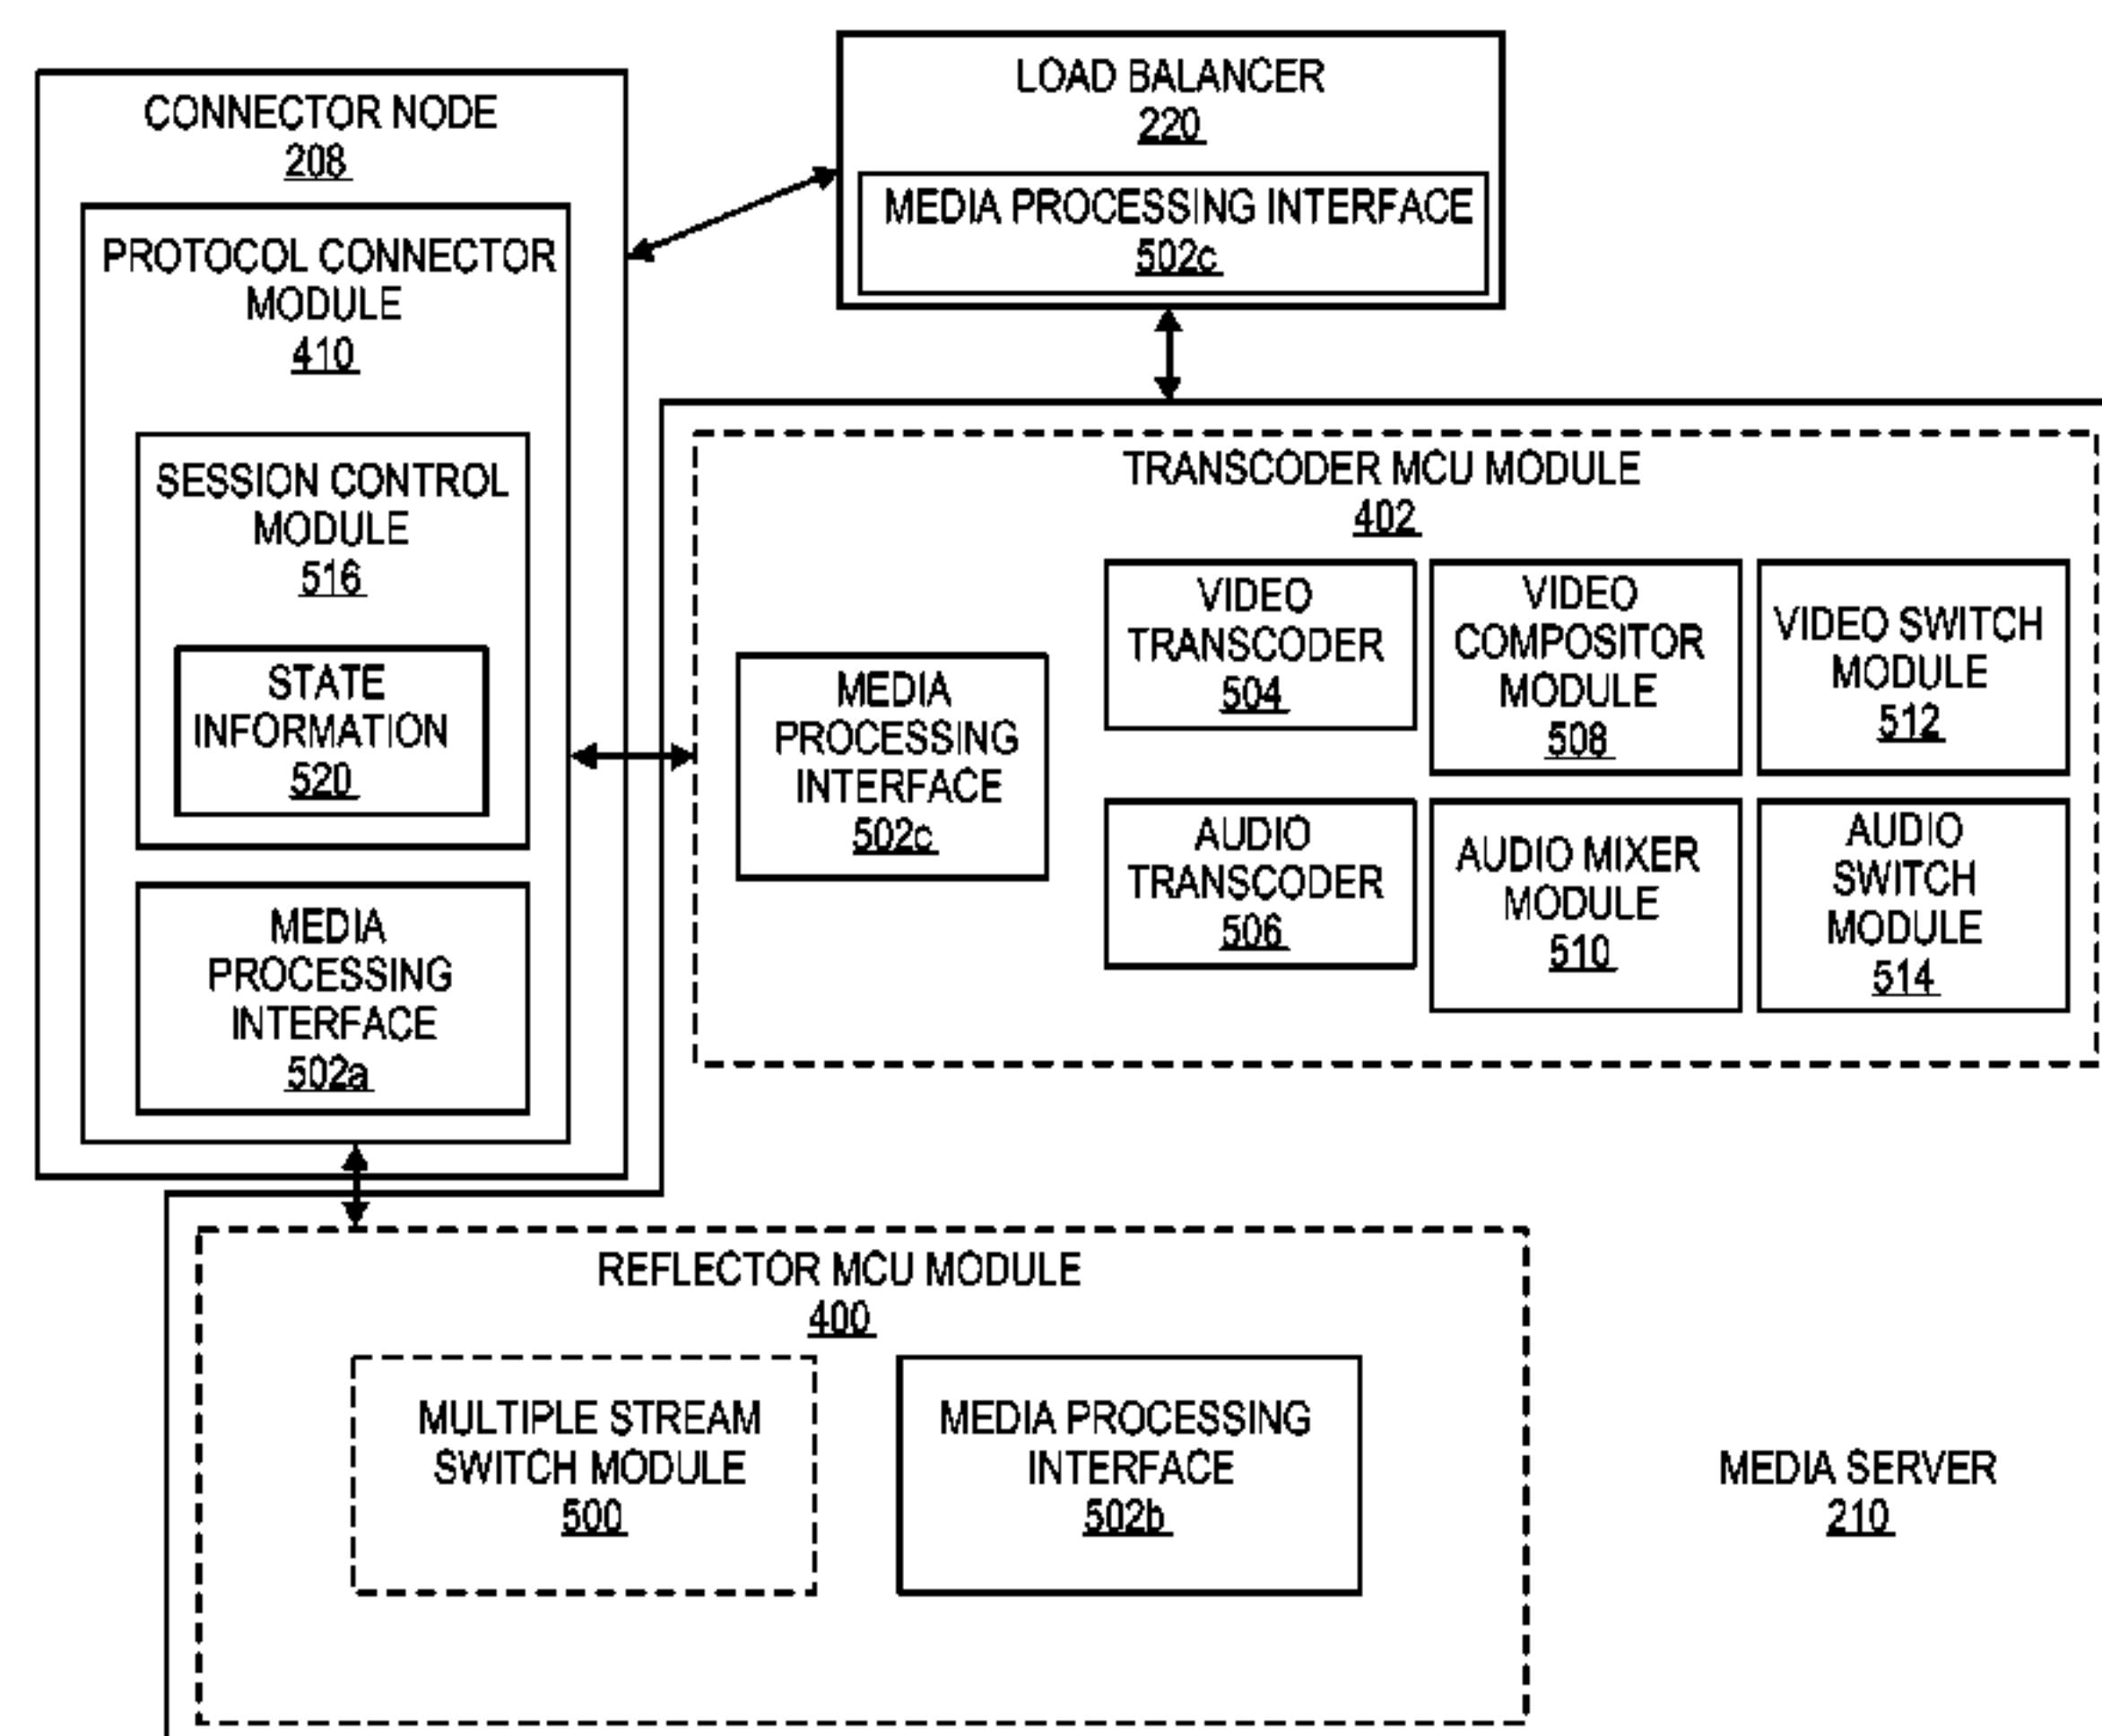 CONNECTOR NODE
208
PROTOCOL CONNECTOR
MODULE
410
SESSION CONTROL
MODULE
516
STATE
INFORMATION
520
MEDIA
PROCESSING
INTERFACE
502a
LOAD BALANCER
220
MEDIA PROCESSING INTERFACE
502c
TRANSCODER MCU MODULE
402
MEDIA
PROCESSING
INTERFACE
502c
VIDEO
TRANSCODER
504
VIDEO
COMPOSITOR
MODULE
508
VIDEO SWITCH
MODULE
512
AUDIO
TRANSCODER
506
AUDIO MIXER
MODULE
510
AUDIO
SWITCH
MODULE
514
REFLECTOR MCU MODULE
400
MULTIPLE STREAM
SWITCH MODULE
500
MEDIA PROCESSING
INTERFACE
502b
MEDIA SERVER
210